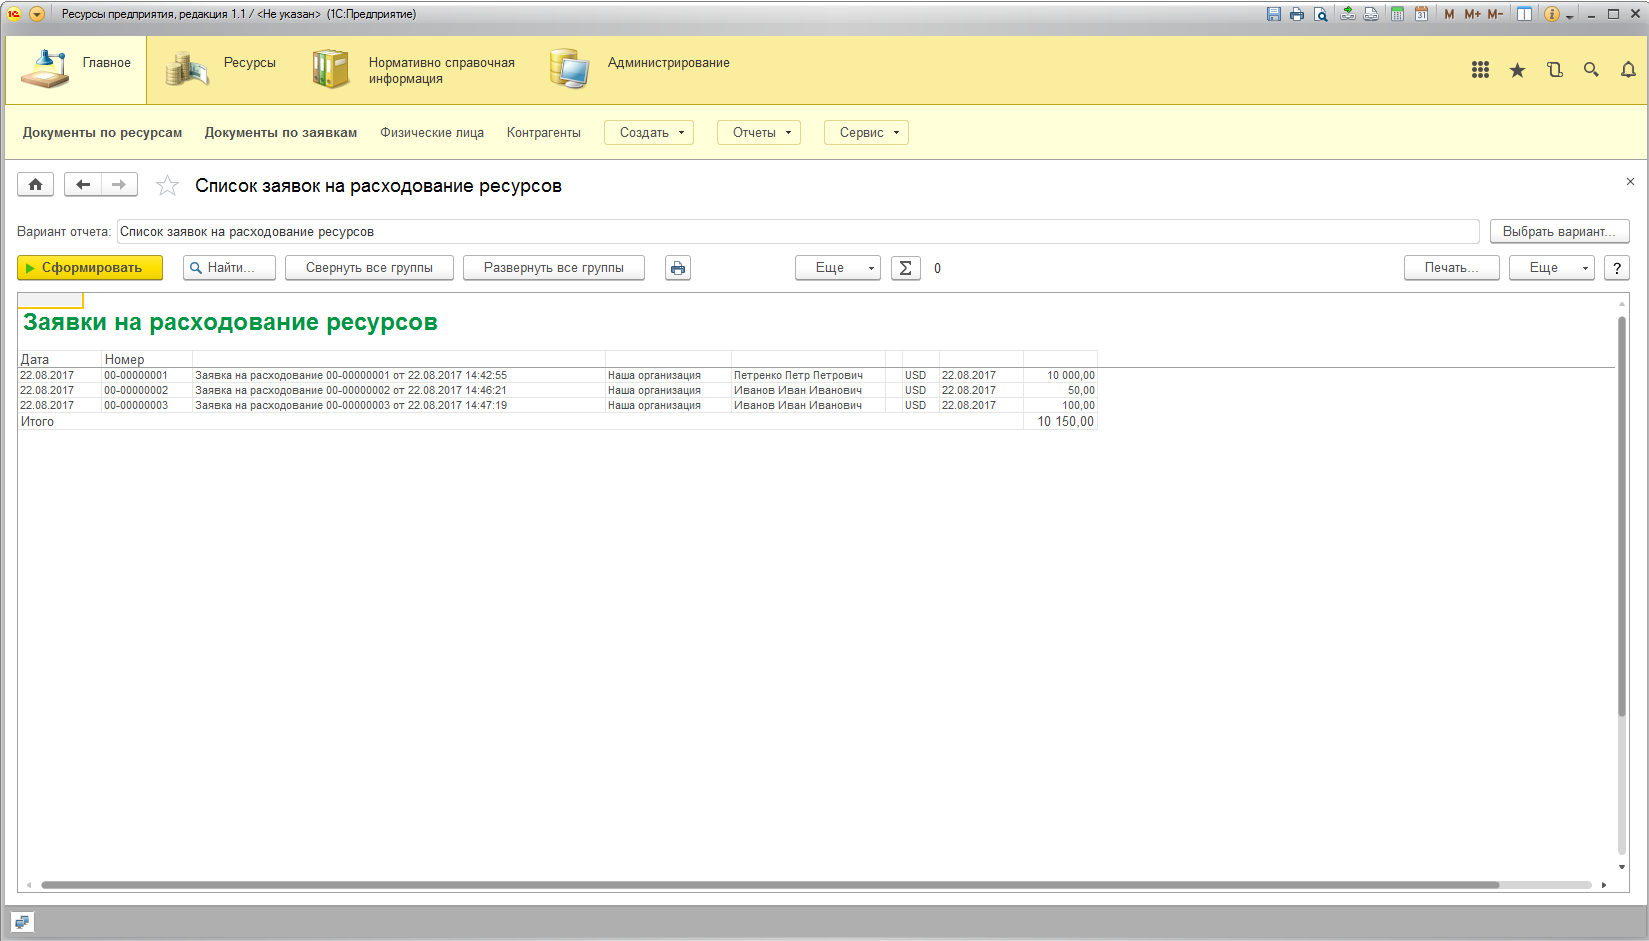 Ресурсы предприятия, редакция 1.1 / <Не указан> (1С:Предприятие)
M M+ M-
Главное
Ресурсы
Нормативно справочная
информация
Администрирование
Документы по ресурсам Документы по заявкам Физические лица Контрагенты Создать Отчеты Сервис
Список заявок на расходование ресурсов
Вариант отчета: Список заявок на расходование ресурсов Выбрать вариант...
Сформировать Найти... Свернуть все группы Развернуть все группы Еще Σ 0 Печать... Еще ?
Заявки на расходование ресурсов
Дата Номер
22.08.2017 00-00000001 Заявка на расходование 00-00000001 от 22.08.2017 14:42:55 Наша организация Петренко Петр Петрович USD 22.08.2017 10 000,00
22.08.2017 00-00000002 Заявка на расходование 00-00000002 от 22.08.2017 14:46:21 Наша организация Иванов Иван Иванович USD 22.08.2017 50,00
22.08.2017 00-00000003 Заявка на расходование 00-00000003 от 22.08.2017 14:47:19 Наша организация Иванов Иван Иванович USD 22.08.2017 100,00
Итого 10 150,00